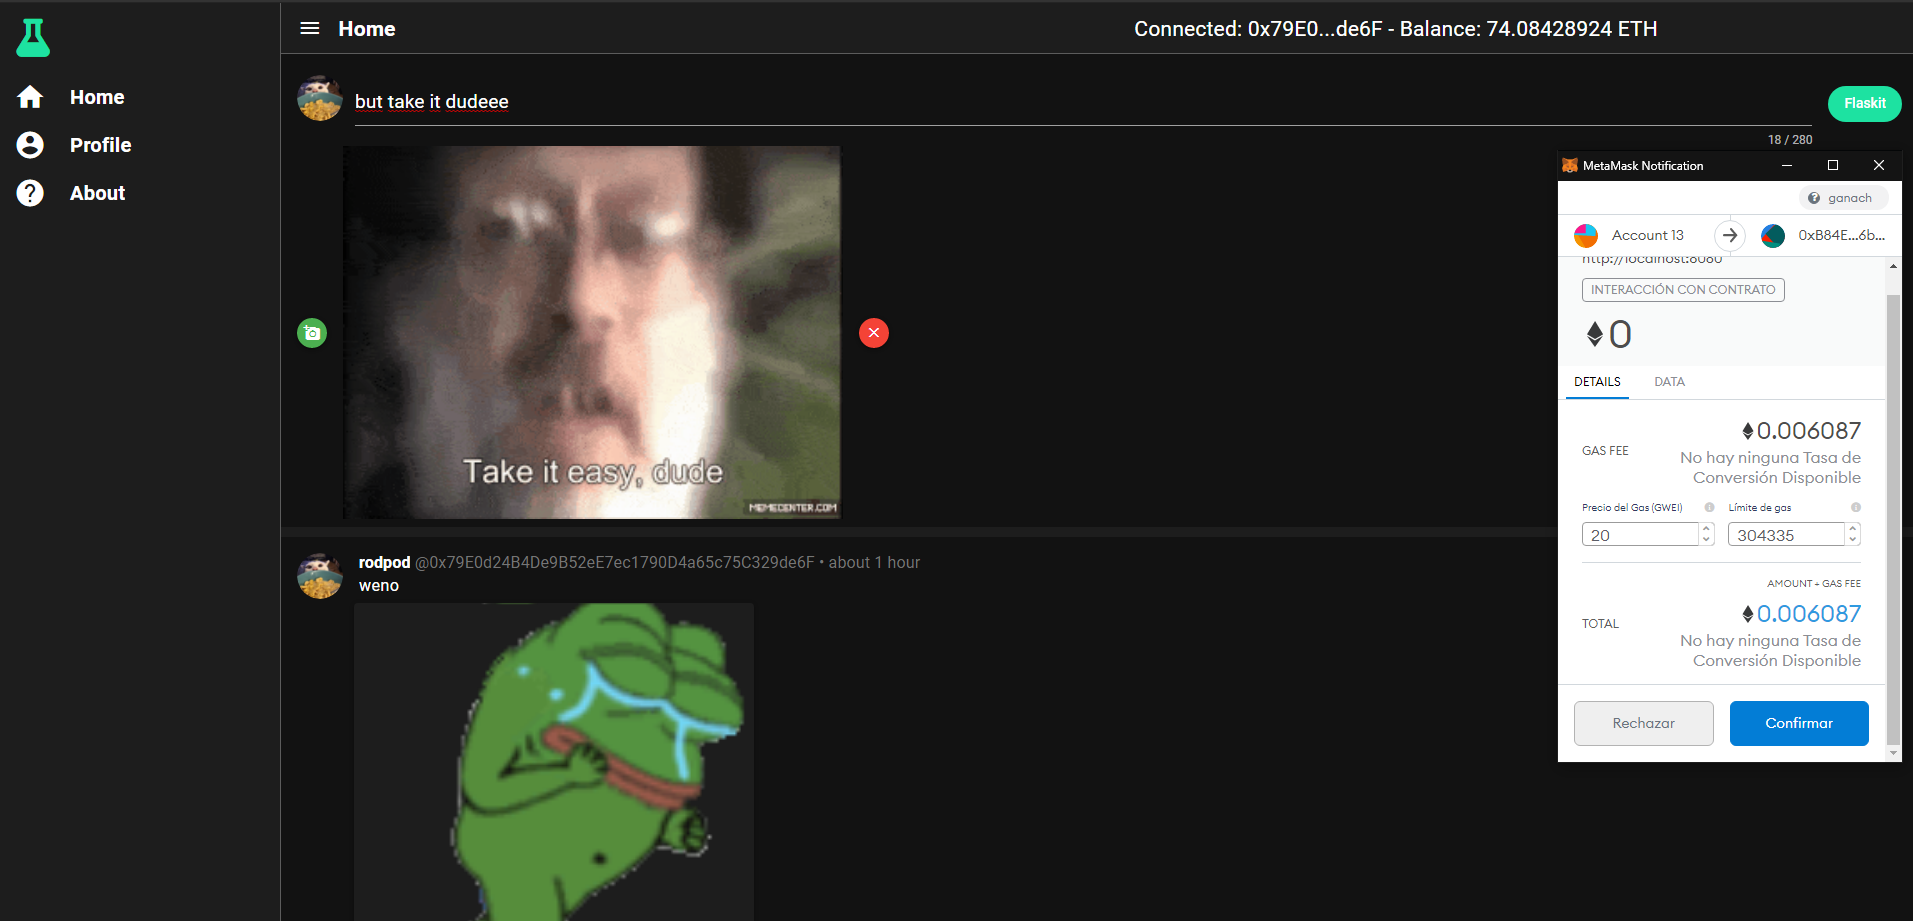 Home
Connected: 0x79E0...de6F - Balance: 74.08428924 ETH
Home
Profile
About
but take it dudeee
Flaskit
18 / 280
Take it easy, dude
MEMECENTER.COM
rodpod @0x79E0d24B4De9B52eE7ec1790D4a65c75C329de6F • about 1 hour
weno
MetaMask Notification
ganach
Account 13
0xB84E...6b...
http://localhost:8080
INTERACCIÓN CON CONTRATO
0
DETAILS
DATA
GAS FEE
0.006087
No hay ninguna Tasa de
Conversión Disponible
Precio del Gas (GWEI)
Límite de gas
20
304335
AMOUNT + GAS FEE
TOTAL
0.006087
No hay ninguna Tasa de
Conversión Disponible
Rechazar
Confirmar